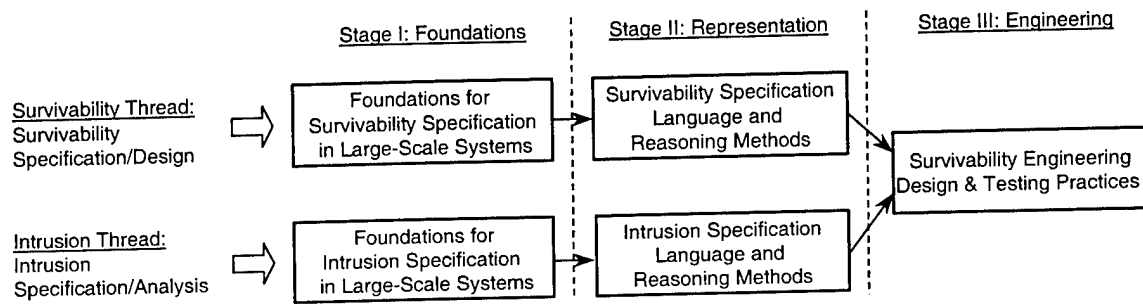 Stage I: Foundations
Stage II: Representation
Stage III: Engineering
Survivability Thread:
Survivability
Specification/Design
Foundations for
Survivability Specification
in Large-Scale Systems
Survivability Specification
Language and
Reasoning Methods
Survivability Engineering
Design & Testing Practices
Intrusion Thread:
Intrusion
Specification/Analysis
Foundations for
Intrusion Specification
in Large-Scale Systems
Intrusion Specification
Language and
Reasoning Methods